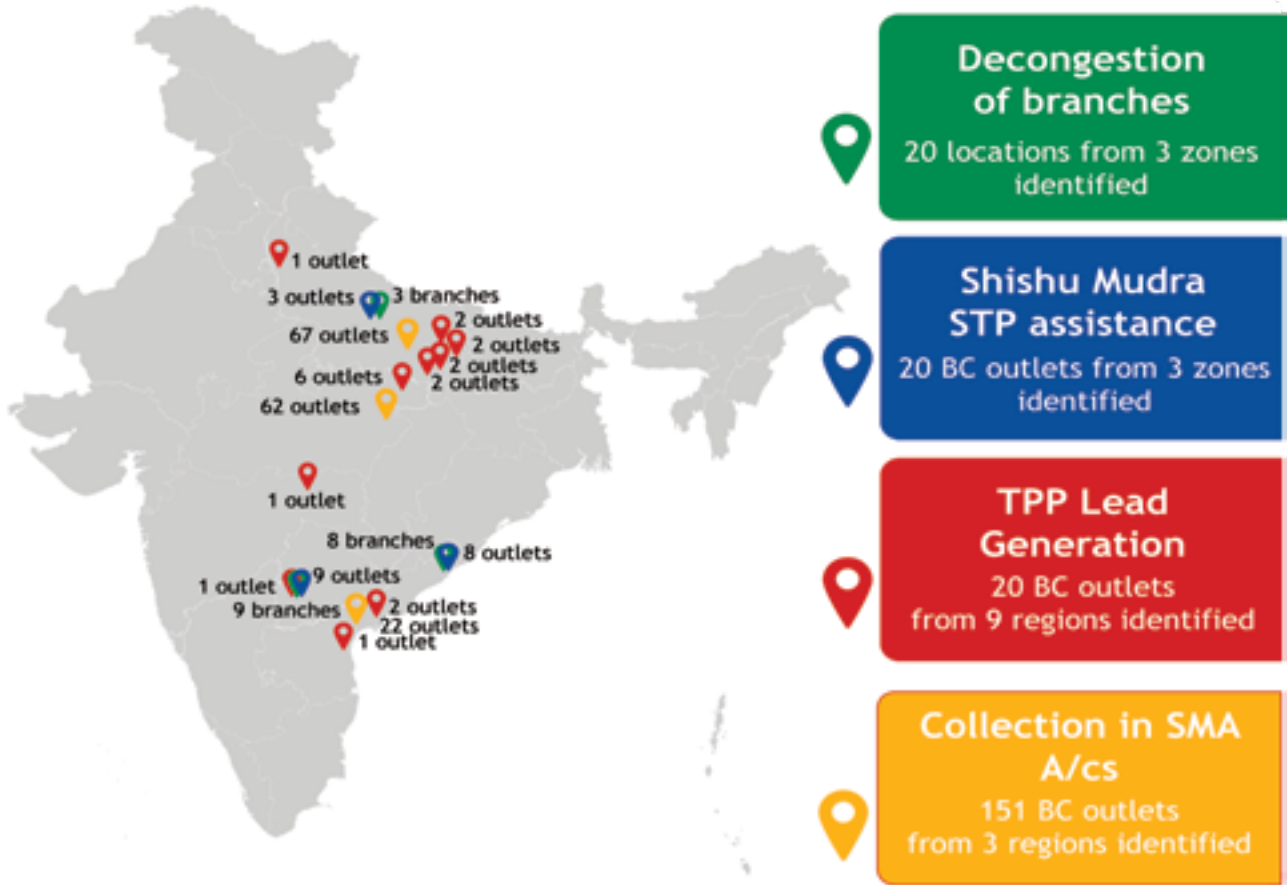 1 outlet
3 outlets
3 branches
67 outlets
2 outlets
2 outlets
2 outlets
2 outlets
6 outlets
62 outlets
1 outlet
8 branches
8 outlets
1 outlet
9 outlets
9 branches
2 outlets
22 outlets
1 outlet
Decongestion
of branches
20 locations from 3 zones
identified
Shishu Mudra
STP assistance
20 BC outlets from 3 zones
identified
TPP Lead
Generation
20 BC outlets
from 9 regions identified
Collection in SMA
A/cs
151 BC outlets
from 3 regions identified